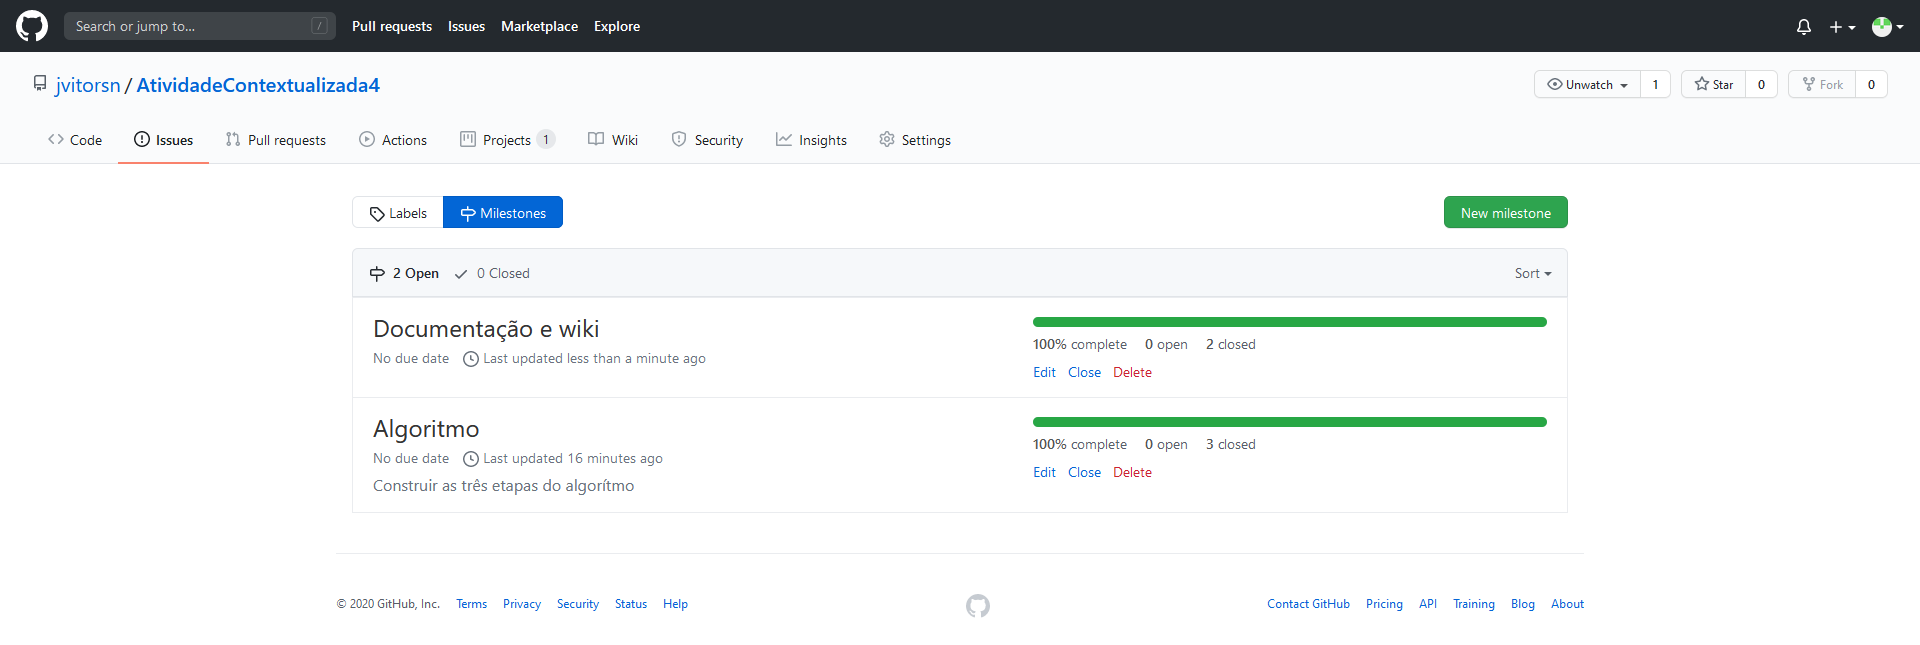 Search or jump to... / Pull requests Issues Marketplace Explore
jvitorsn / AtividadeContextualizada4 Unwatch 1 Star 0 Fork 0
Code Issues Pull requests Actions Projects 1 Wiki Security Insights Settings
Labels Milestones New milestone
2 Open 0 Closed Sort
Documentação e wiki
No due date Last updated less than a minute ago
100% complete 0 open 2 closed
Edit Close Delete
Algoritmo
No due date Last updated 16 minutes ago
Construir as três etapas do algorítmo
100% complete 0 open 3 closed
Edit Close Delete
© 2020 GitHub, Inc. Terms Privacy Security Status Help Contact GitHub Pricing API Training Blog About